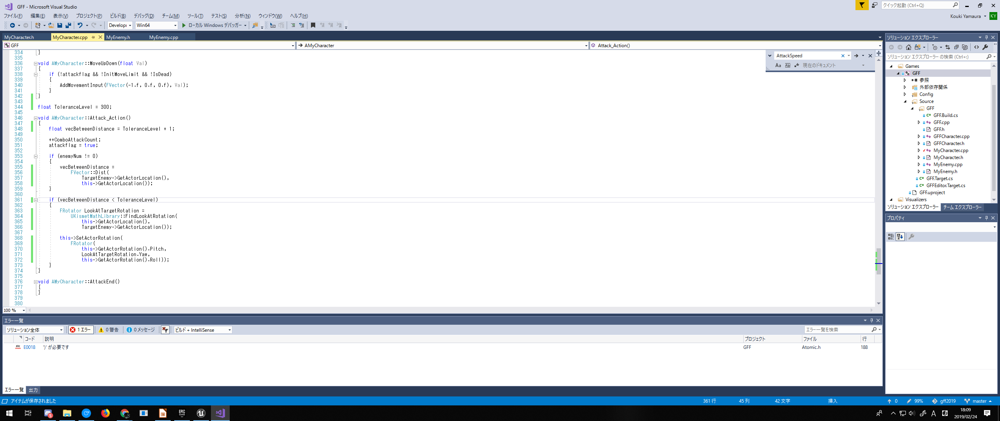 GFF - Microsoft Visual Studio
クイック起動 (Ctrl+Q)
ファイル(F) 編集(E) 表示(V) プロジェクト(P) ビルド(B) デバッグ(D) チーム(M) ツール(T) テスト(S) 分析(N) ウィンドウ(W) ヘルプ(H)
Kouki Yamaura KY
Develop Win64 ローカル Windows デバッガー
MyCharacter.h MyCharacter.cpp MyEnemy.h MyEnemy.cpp
GFF AMyCharacter Attack_Action()
AttackSpeed
Aa Ab .* 現在のドキュメント
334 }
335
336 void AMyCharacter::MoveUpDown(float Val)
337 {
338 if (!attackflag && !InitMoveLimit && !IsDead)
339 {
340 AddMovementInput(FVector(-1.f, 0.f, 0.f), Val);
341 }
342 }
343
344 float ToleranceLevel = 300;
345
346 void AMyCharacter::Attack_Action()
347 {
348 float vecBetweenDistance = ToleranceLevel + 1;
349
350 ++ComboAttackCount;
351 attackflag = true;
352
353 if (enemyNum != 0)
354 {
355 vecBetweenDistance =
356 FVector::Dist(
357 TargetEnemy->GetActorLocation(),
358 this->GetActorLocation());
359 }
360
361 if (vecBetweenDistance < ToleranceLevel)
362 {
363 FRotator LookAtTargetRotation =
364 UKismetMathLibrary::FindLookAtRotation(
365 this->GetActorLocation(),
366 TargetEnemy->GetActorLocation());
367
368 this->SetActorRotation(
369 FRotator(
370 this->GetActorRotation().Pitch,
371 LookAtTargetRotation.Yaw,
372 this->GetActorRotation().Roll));
373 }
374 }
375
376 void AMyCharacter::AttackEnd()
377 {
378 }
379
380
100 %
ソリューション エクスプローラー
ソリューション エクスプローラー の検索 (Ctrl+:)
Games
GFF
参照
外部依存関係
Config
Source
GFF
GFF.Build.cs
GFF.cpp
GFF.h
GFFCharacter.cpp
GFFCharacter.h
MyCharacter.cpp
MyCharacter.h
MyEnemy.cpp
MyEnemy.h
GFF.Target.cs
GFFEditor.Target.cs
GFF.uproject
Visualizers
ソリューション エクスプローラー チーム エクスプローラー
プロパティ
エラー一覧
ソリューション全体 1 エラー 0 警告 0 メッセージ ビルド + IntelliSense エラー一覧を検索
コード 説明 プロジェクト ファイル 行
abc E0018 ')' が必要です GFF Atomic.h 188
エラー一覧 出力
アイテムが保存されました 361 行 45 列 42 文字 挿入 0 99% gff2019 master
5 EPIC GAMES A 18:09
2019/02/24